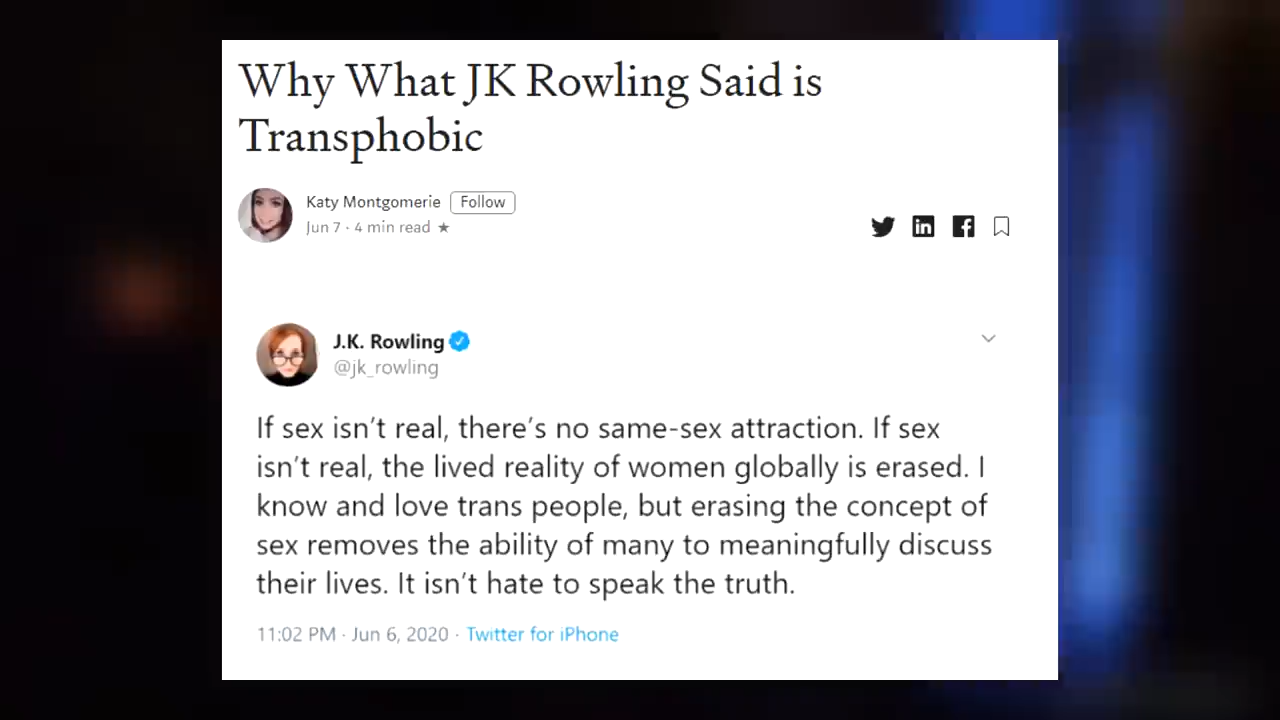 Why What JK Rowling Said is
Transphobic
Katy Montgomerie Follow
Jun 7 · 4 min read ★
J.K. Rowling
@jk_rowling
If sex isn’t real, there’s no same-sex attraction. If sex
isn’t real, the lived reality of women globally is erased. I
know and love trans people, but erasing the concept of
sex removes the ability of many to meaningfully discuss
their lives. It isn’t hate to speak the truth.
11:02 PM · Jun 6, 2020 · Twitter for iPhone